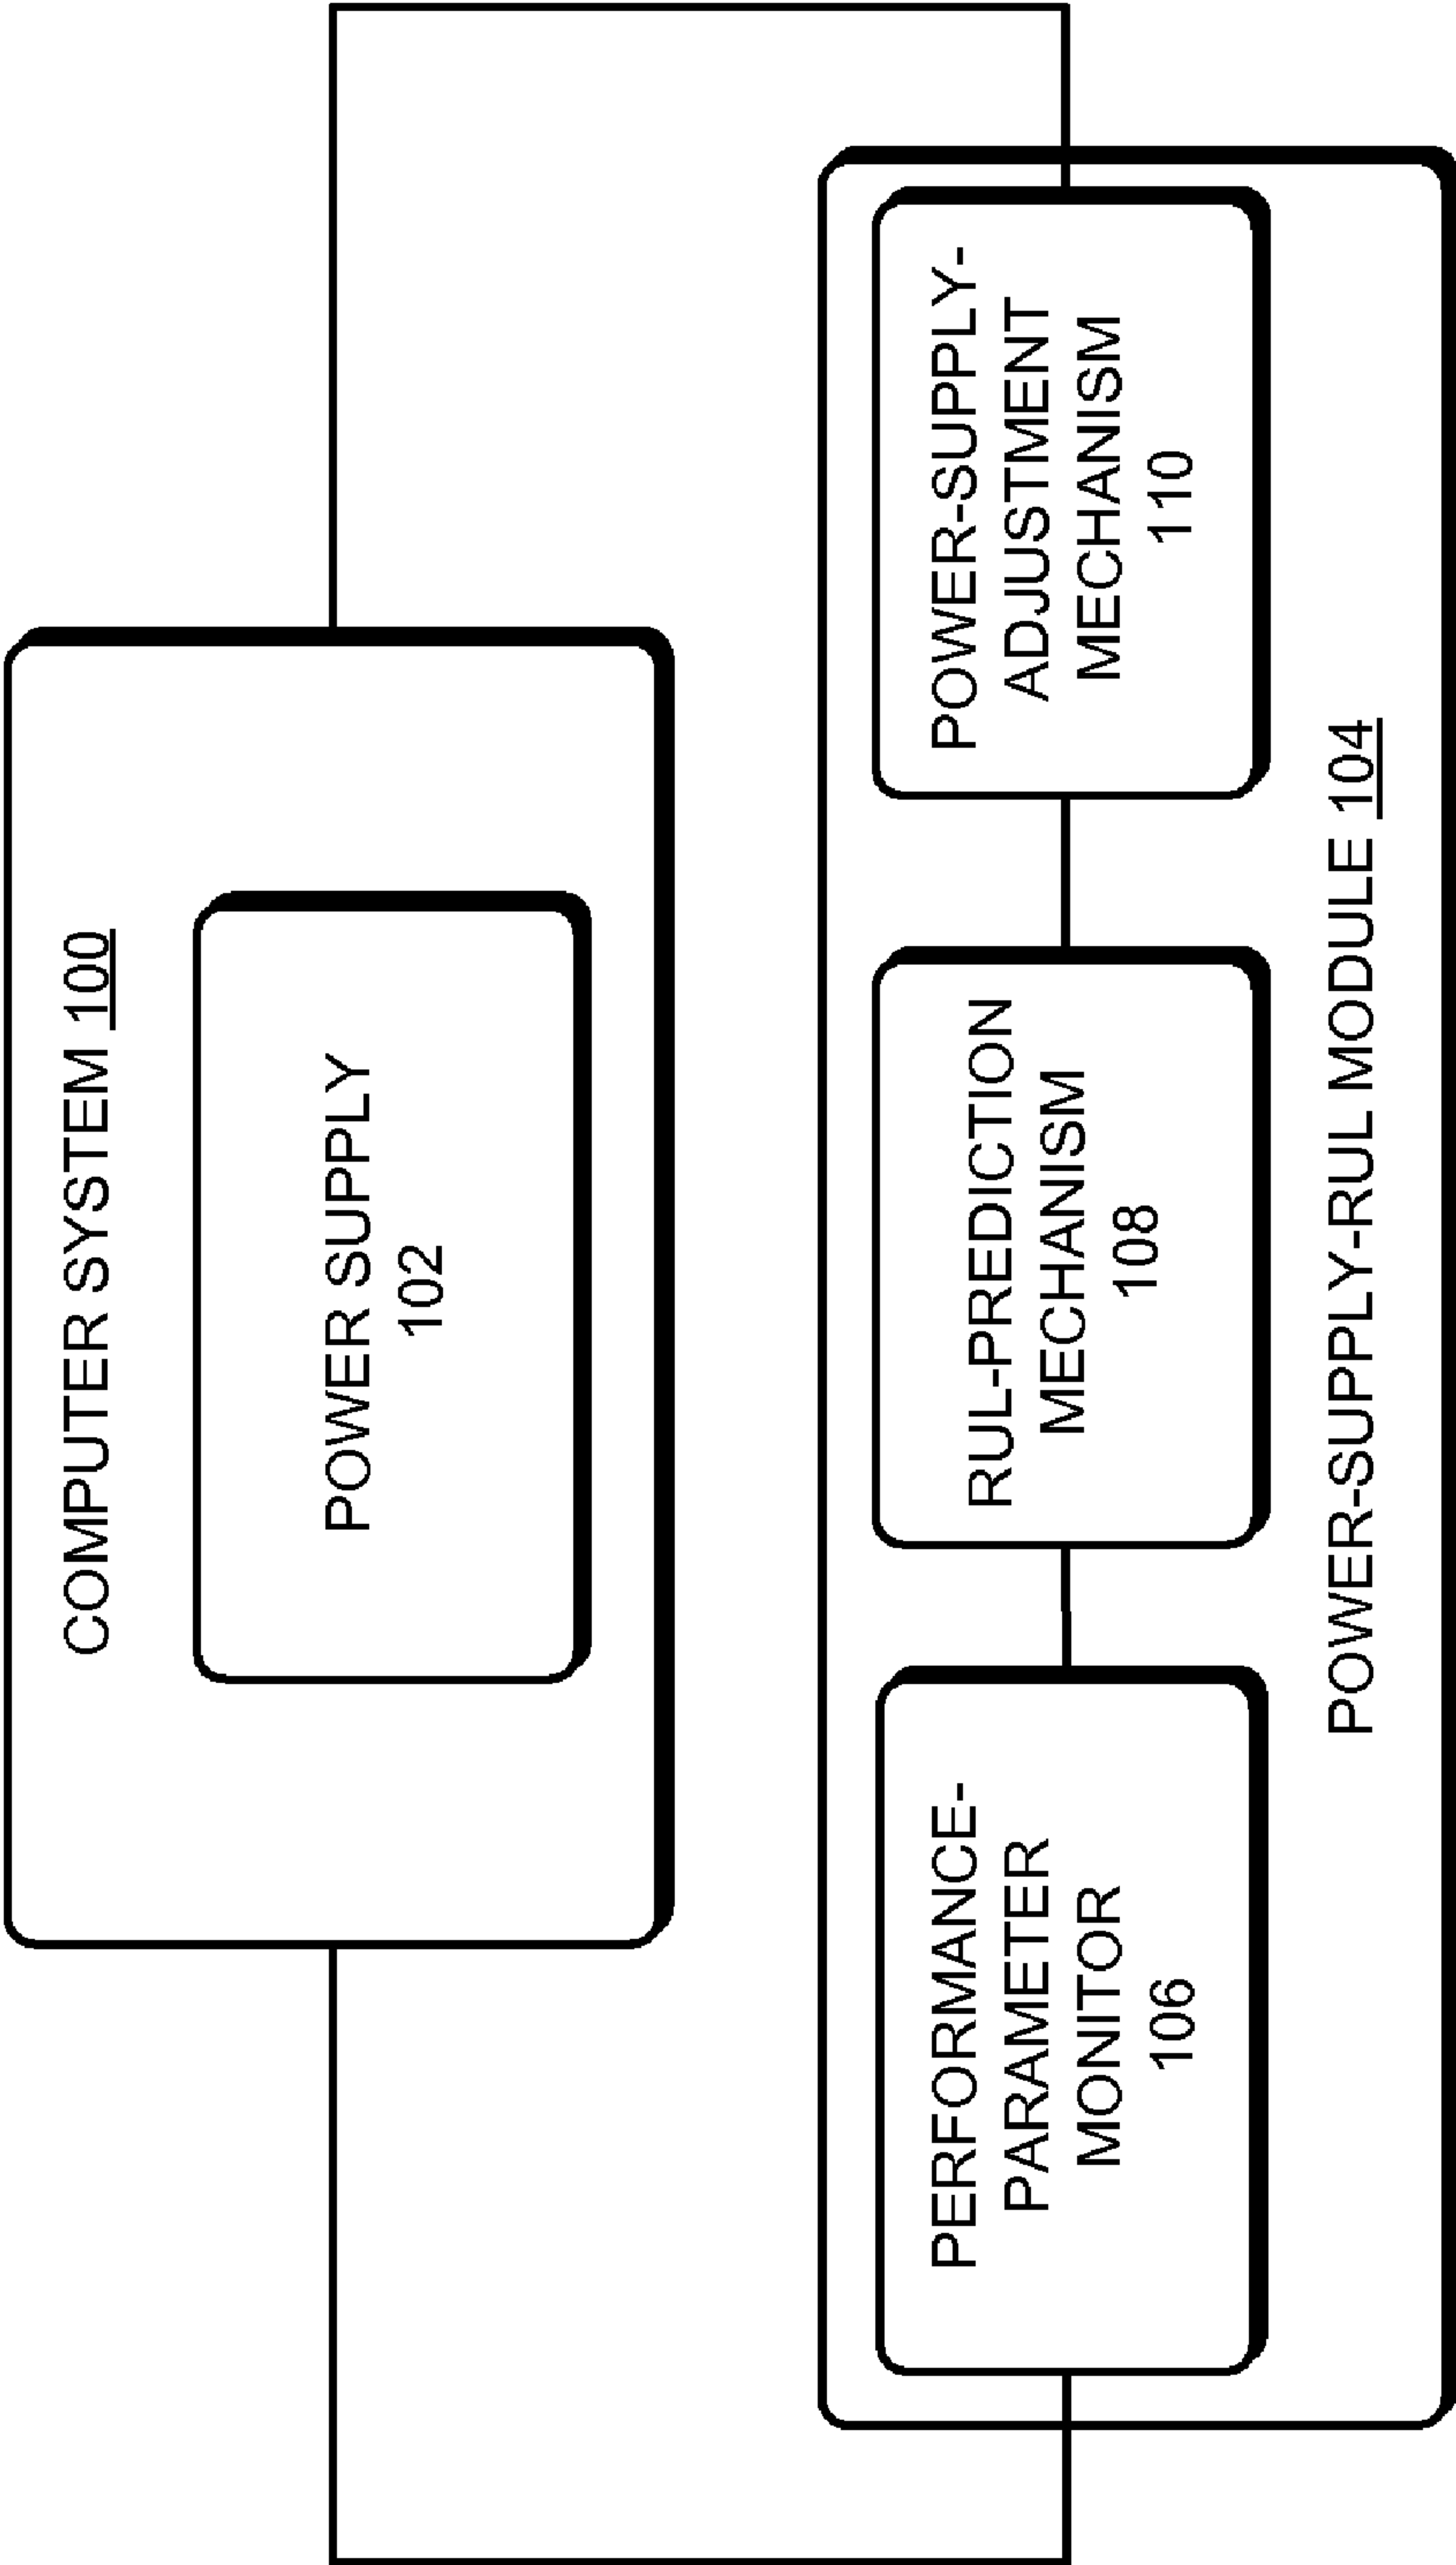 COMPUTER SYSTEM 100
POWER SUPPLY
102
PERFORMANCE-
PARAMETER
MONITOR
106
RUL-PREDICTION
MECHANISM
108
POWER-SUPPLY-
ADJUSTMENT
MECHANISM
110
POWER-SUPPLY-RUL MODULE 104